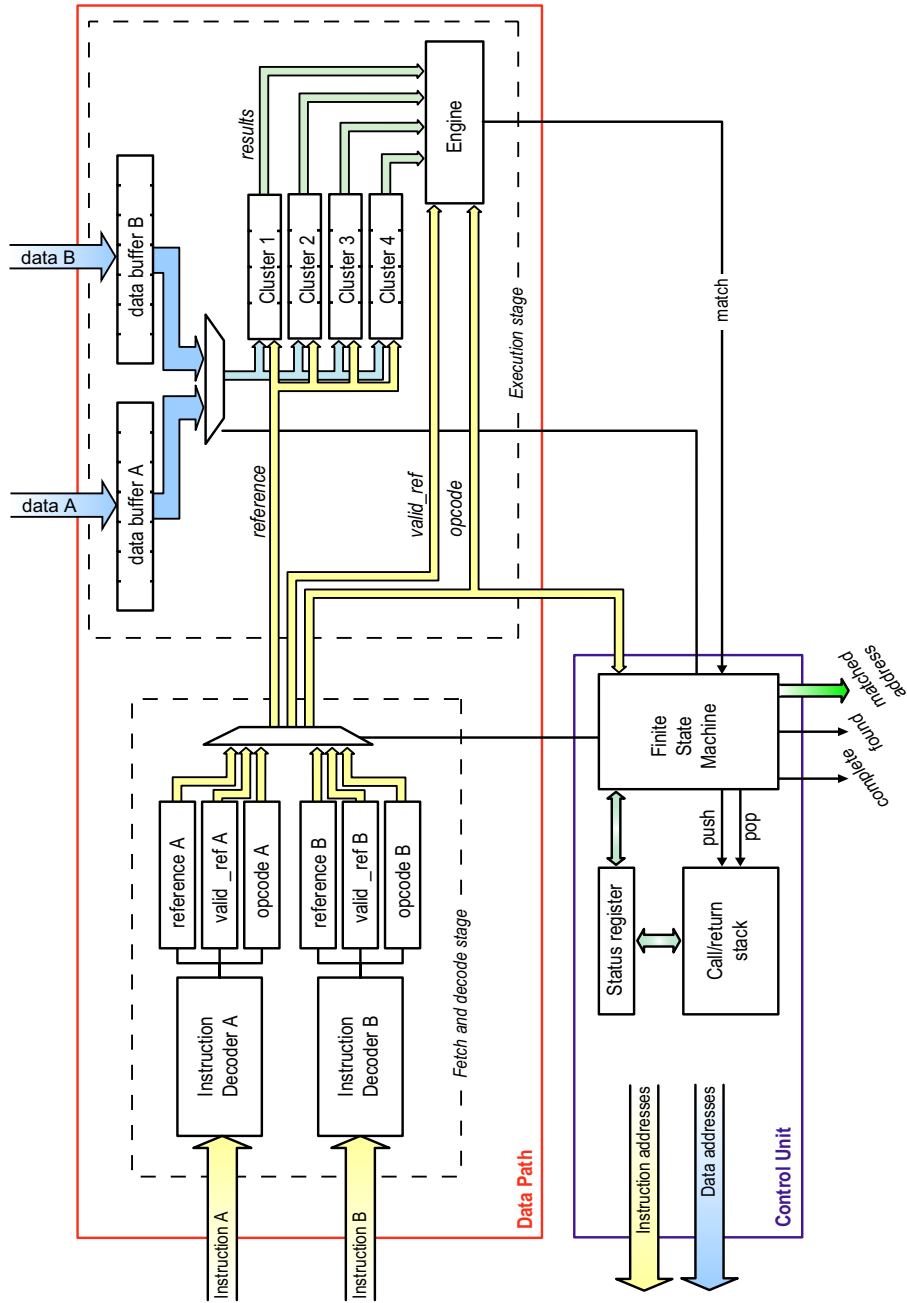 data B
data A
data buffer B
data buffer A
results
Cluster 1
Cluster 2
Cluster 3
Cluster 4
Engine
Execution stage
reference
valid_ref
opcode
match
reference A
valid _ref A
opcode A
reference B
valid _ref B
opcode B
Instruction
Decoder A
Instruction
Decoder B
Fetch and decode stage
Instruction A
Instruction B
Data Path
Finite
State
Machine
matched
address
found
complete
push
pop
Status register
Call/return
stack
Instruction addresses
Data addresses
Control Unit